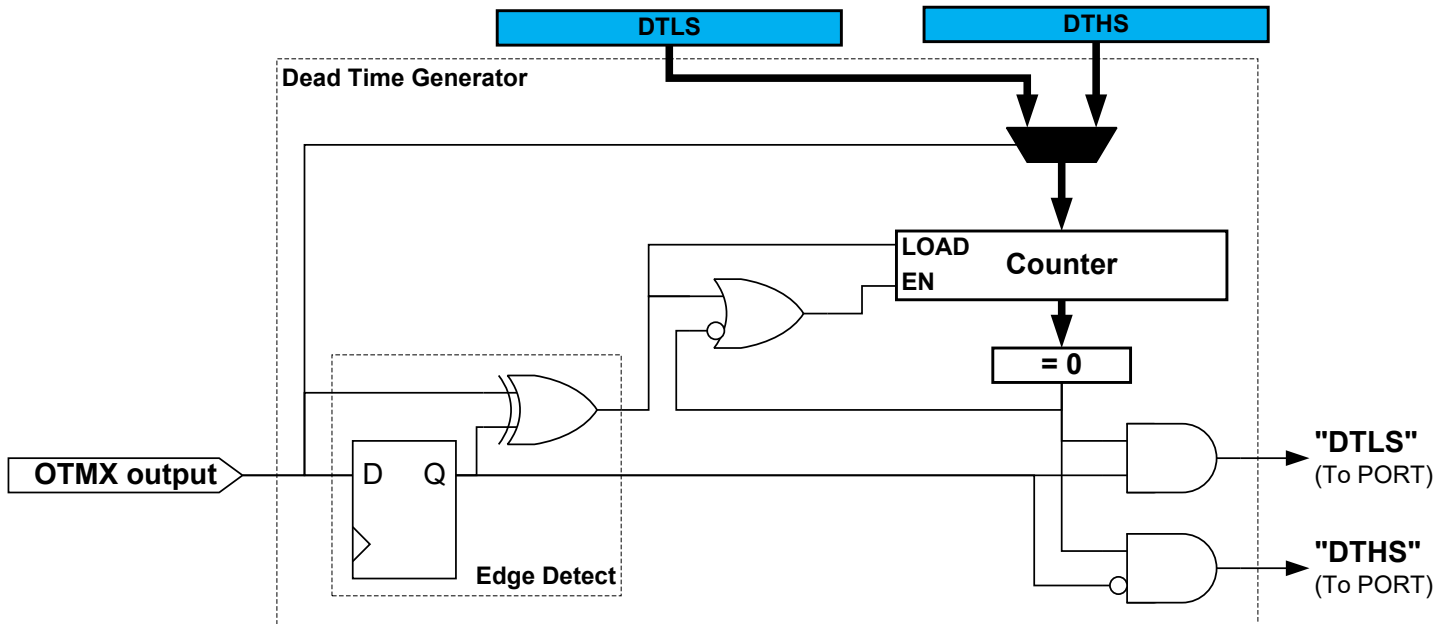 DTLS
DTHS
Dead Time Generator
LOAD
Counter
EN
= 0
"DTLS"
(To PORT)
OTMX output
D Q
"DTHS"
(To PORT)
Edge Detect